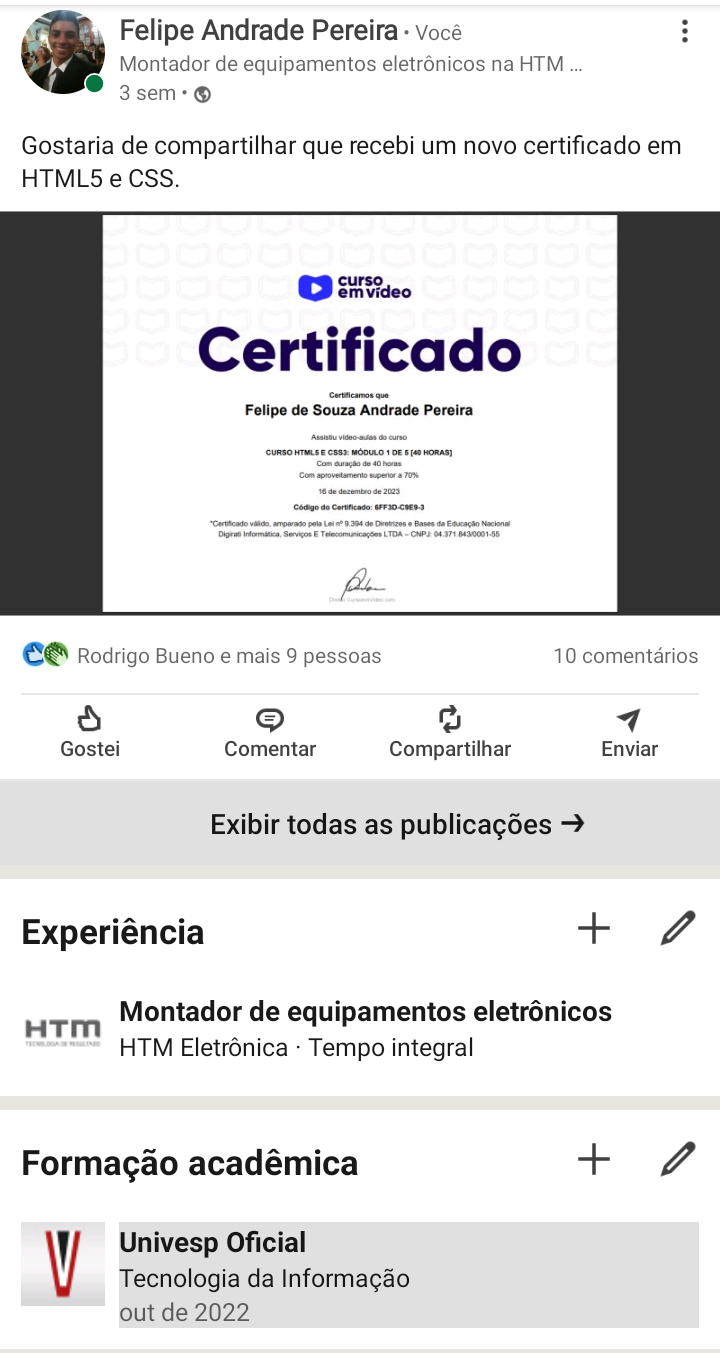 Felipe Andrade Pereira • Você
Montador de equipamentos eletrônicos na HTM ...
3 sem •
Gostaria de compartilhar que recebi um novo certificado em
HTML5 e CSS.
curso
em vídeo
Certificado
Certificamos que
Felipe de Souza Andrade Pereira
Assistiu vídeo-aulas do curso
CURSO HTML5 E CSS3: MÓDULO 1 DE 5 [40 HORAS]
Com duração de 40 horas
Com aproveitamento superior a 70%
16 de dezembro de 2023
Código do Certificado: 6FF3D-C9E9-3
*Certificado válido, amparado pela Lei nº 9.394 de Diretrizes e Bases da Educação Nacional
Digirati Informática, Serviços E Telecomunicações LTDA – CNPJ: 04.371.843/0001-55
Rodrigo Bueno e mais 9 pessoas
10 comentários
Gostei
Comentar
Compartilhar
Enviar
Exibir todas as publicações →
Experiência
HTM
TECNOLOGIA DE RESULTADO
Montador de equipamentos eletrônicos
HTM Eletrônica · Tempo integral
Formação acadêmica
Univesp Oficial
Tecnologia da Informação
out de 2022